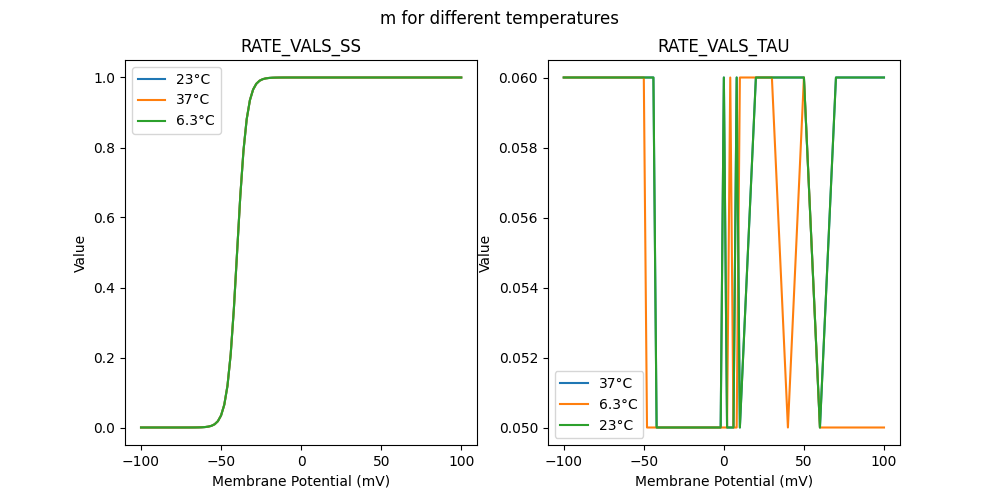 m for different temperatures
RATE_VALS_SS
RATE_VALS_TAU
23°C
37°C
6.3°C
1.0
0.8
0.6
0.4
0.2
0.0
Value
−100
−50
0
50
100
Membrane Potential (mV)
0.060
0.058
0.056
0.054
0.052
0.050
Value
37°C
6.3°C
23°C
−100
−50
0
50
100
Membrane Potential (mV)